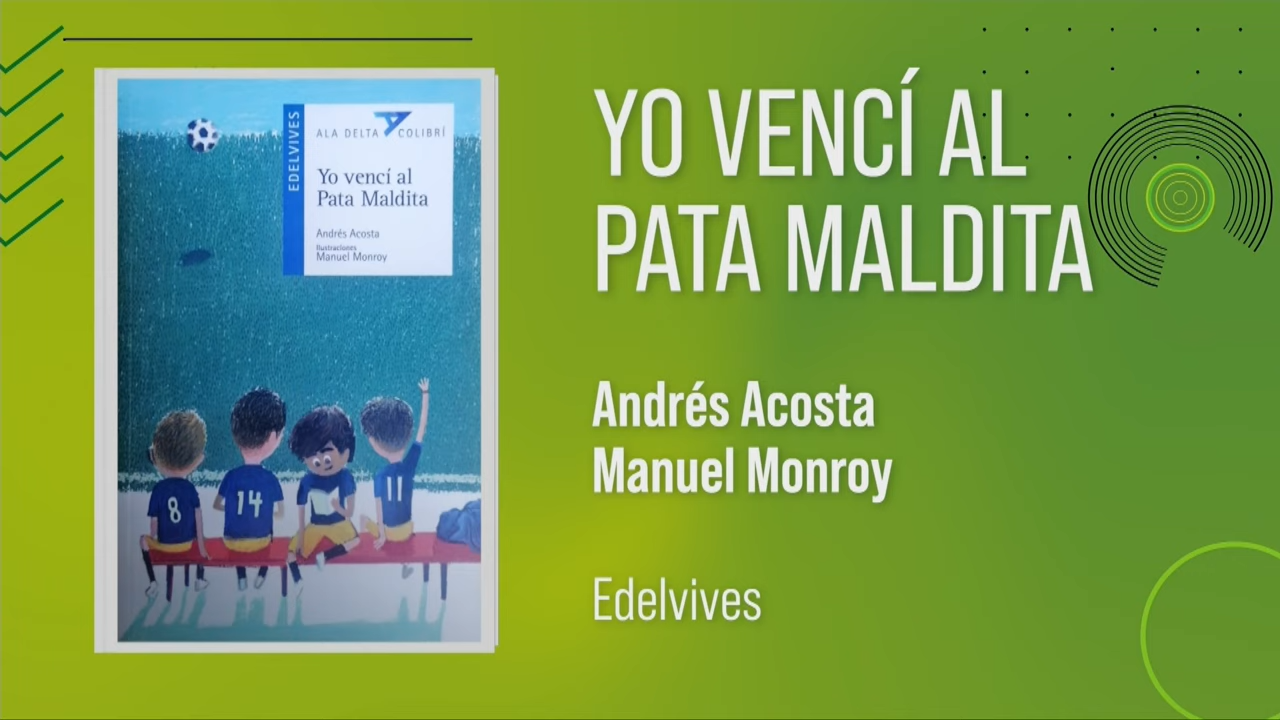 EDELVIVES
ALA DELTA COLIBRÍ
Yo vencí al
Pata Maldita
Andrés Acosta
Ilustraciones
Manuel Monroy
8
14
11
YO VENCÍ AL
PATA MALDITA
Andrés Acosta
Manuel Monroy
Edelvives